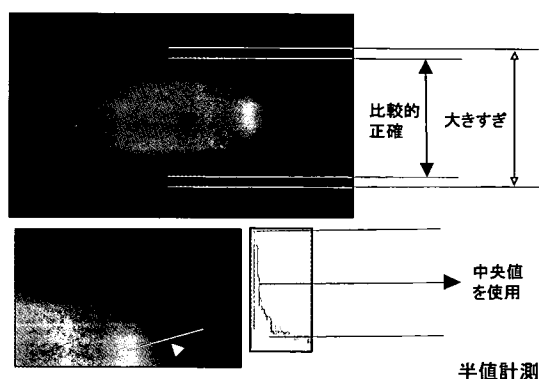 比較的
正確
大きすぎ
中央値
を使用
半値計測